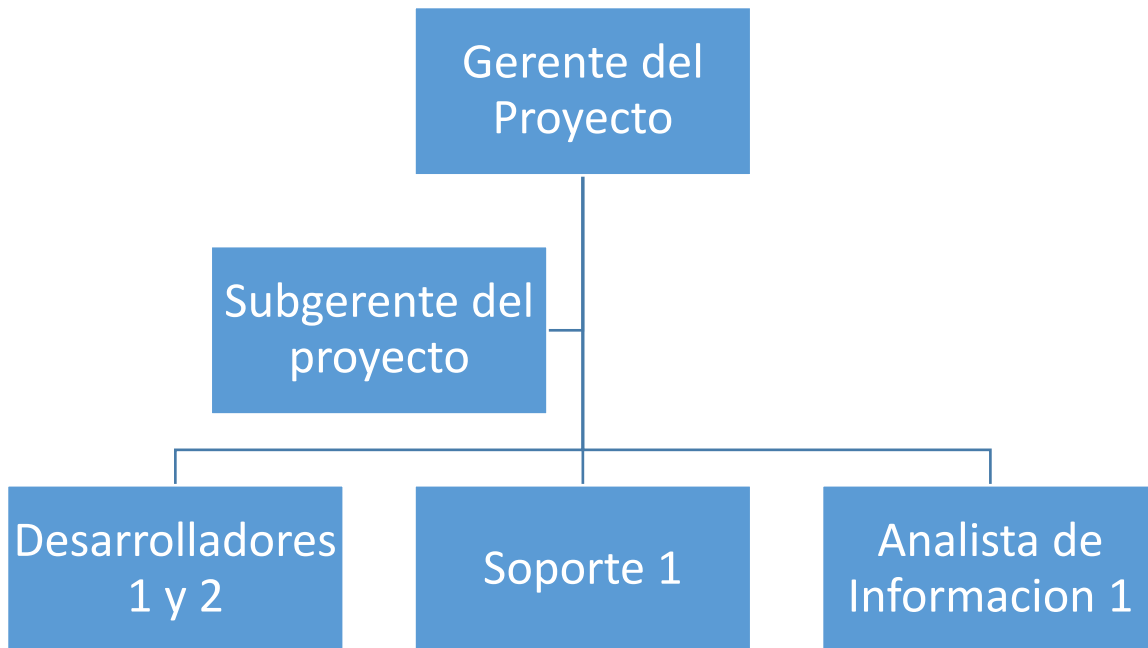 Gerente del
Proyecto
Subgerente del
proyecto
Desarrolladores
1 y 2
Soporte 1
Analista de
Informacion 1